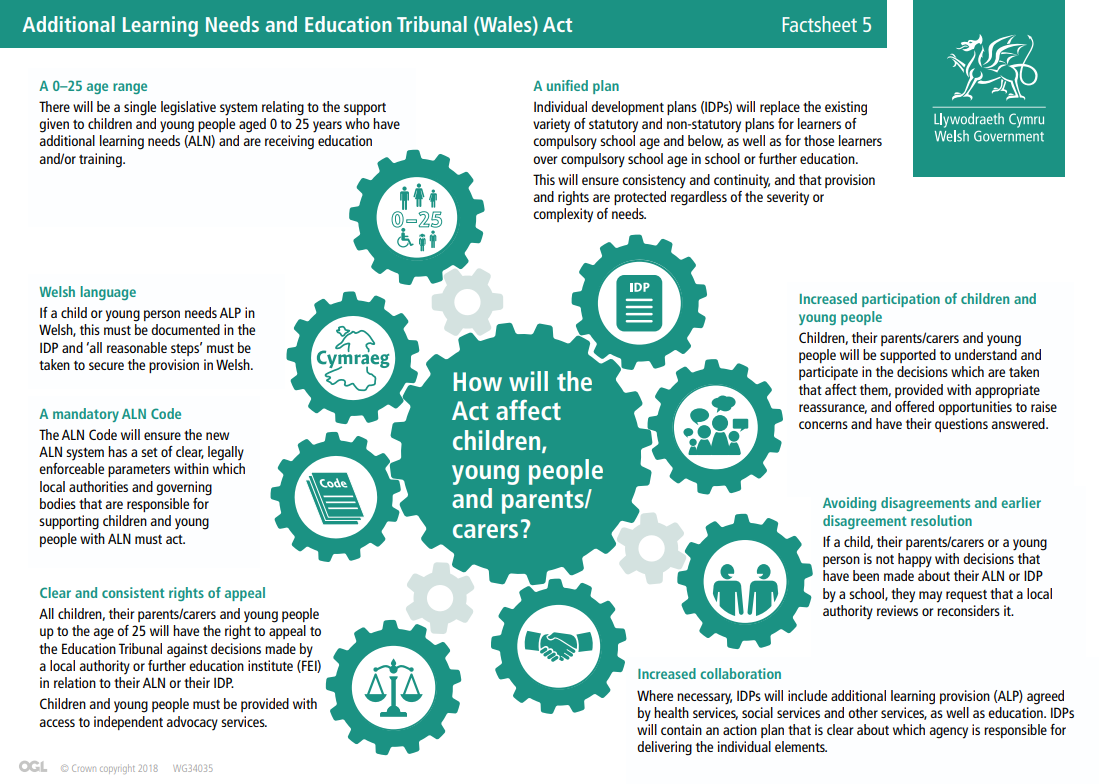 Additional Learning Needs and Education Tribunal (Wales) Act
Factsheet 5
Llywodraeth Cymru
Welsh Government
A 0–25 age range
There will be a single legislative system relating to the support
given to children and young people aged 0 to 25 years who have
additional learning needs (ALN) and are receiving education
and/or training.
0–25
A unified plan
Individual development plans (IDPs) will replace the existing
variety of statutory and non-statutory plans for learners of
compulsory school age and below, as well as for those learners
over compulsory school age in school or further education.
This will ensure consistency and continuity, and that provision
and rights are protected regardless of the severity or
complexity of needs.
IDP
Welsh language
If a child or young person needs ALP in
Welsh, this must be documented in the
IDP and ‘all reasonable steps’ must be
taken to secure the provision in Welsh.
Cymraeg
Increased participation of children and
young people
Children, their parents/carers and young
people will be supported to understand and
participate in the decisions which are taken
that affect them, provided with appropriate
reassurance, and offered opportunities to raise
concerns and have their questions answered.
How will the
Act affect
children,
young people
and parents/
carers?
A mandatory ALN Code
The ALN Code will ensure the new
ALN system has a set of clear, legally
enforceable parameters within which
local authorities and governing
bodies that are responsible for
supporting children and young
people with ALN must act.
Code
Avoiding disagreements and earlier
disagreement resolution
If a child, their parents/carers or a young
person is not happy with decisions that
have been made about their ALN or IDP
by a school, they may request that a local
authority reviews or reconsiders it.
Clear and consistent rights of appeal
All children, their parents/carers and young people
up to the age of 25 will have the right to appeal to
the Education Tribunal against decisions made by
a local authority or further education institute (FEI)
in relation to their ALN or their IDP.
Children and young people must be provided with
access to independent advocacy services.
Increased collaboration
Where necessary, IDPs will include additional learning provision (ALP) agreed
by health services, social services and other services, as well as education. IDPs
will contain an action plan that is clear about which agency is responsible for
delivering the individual elements.
OGL © Crown copyright 2018 WG34035